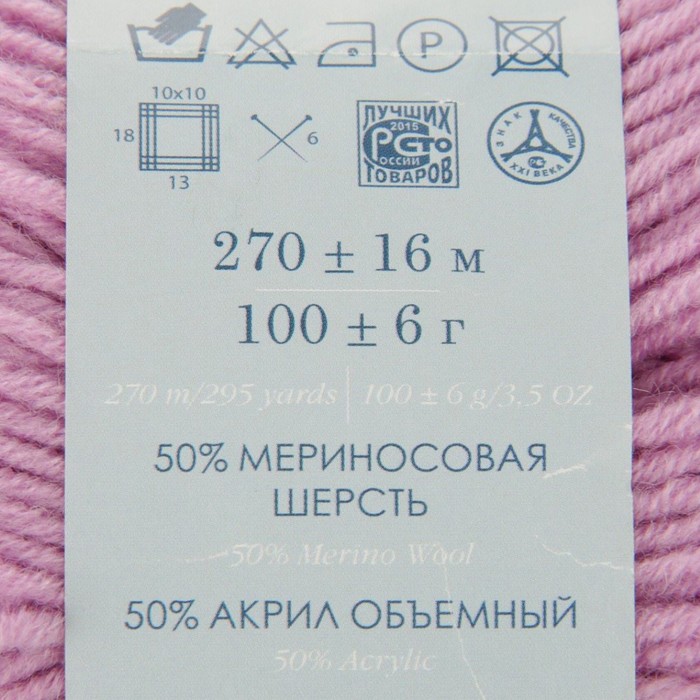 P
10x10
18
13
6
ЛУЧШИХ
2015
СТО
РОССИИ
ТОВАРОВ
ЗНАК КАЧЕСТВА
XXI ВЕКА
270 ± 16 м
100 ± 6 г
270 m/295 yards | 100 ± 6 g/3.5 OZ
50% МЕРИНОСОВАЯ
ШЕРСТЬ
50% Merino Wool
50% АКРИЛ ОБЪЕМНЫЙ
50% Acrylic